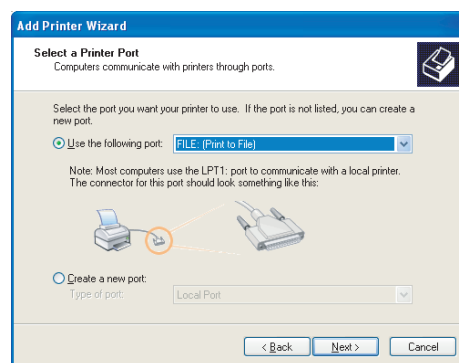 Add Printer Wizard
Select a Printer Port
Computers communicate with printers through ports.
Select the port you want your printer to use. If the port is not listed, you can create a
new port.
Use the following port: FILE: (Print to File)
Note: Most computers use the LPT1: port to communicate with a local printer.
The connector for this port should look something like this:
Create a new port:
Type of port: Local Port
< Back Next > Cancel